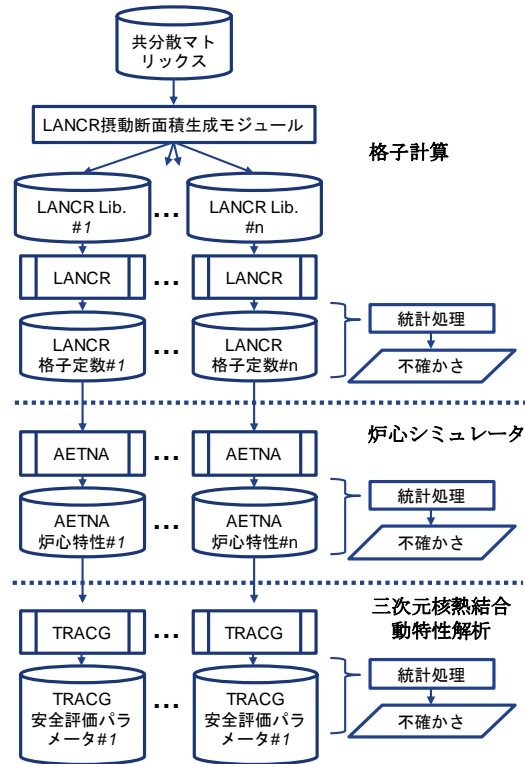 共分散マト
リックス
LANCR摂動断面積生成モジュール
格子計算
LANCR Lib.
#1
...
LANCR Lib.
#n
LANCR
...
LANCR
LANCR
格子定数#1
...
LANCR
格子定数#n
統計処理
不確かさ
炉心シミュレータ
AETNA
...
AETNA
AETNA
炉心特性#1
...
AETNA
炉心特性#n
統計処理
不確かさ
三次元核熱結合
動特性解析
TRACG
...
TRACG
TRACG
安全評価パラ
メータ#1
...
TRACG
安全評価パラ
メータ#1
統計処理
不確かさ